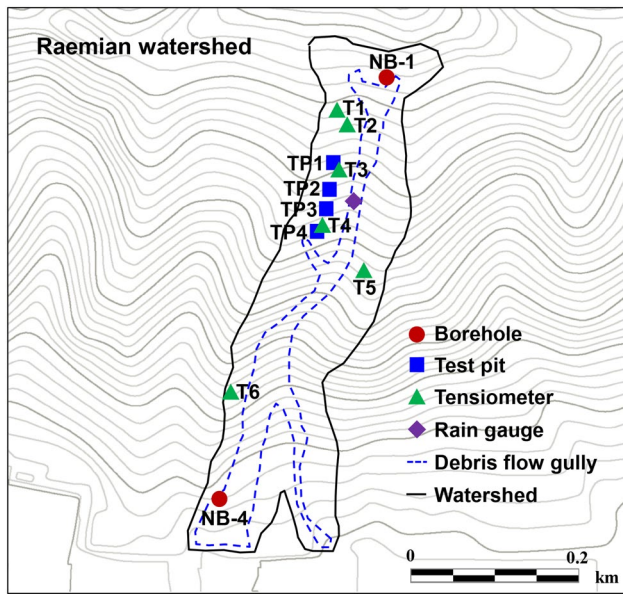 Raemian watershed
NB-1
T1
T2
TP1
T3
TP2
TP3
T4
TP4
T5
Borehole
Test pit
Tensiometer
T6
Rain gauge
Debris flow gully
Watershed
NB-4
0
0.2
km